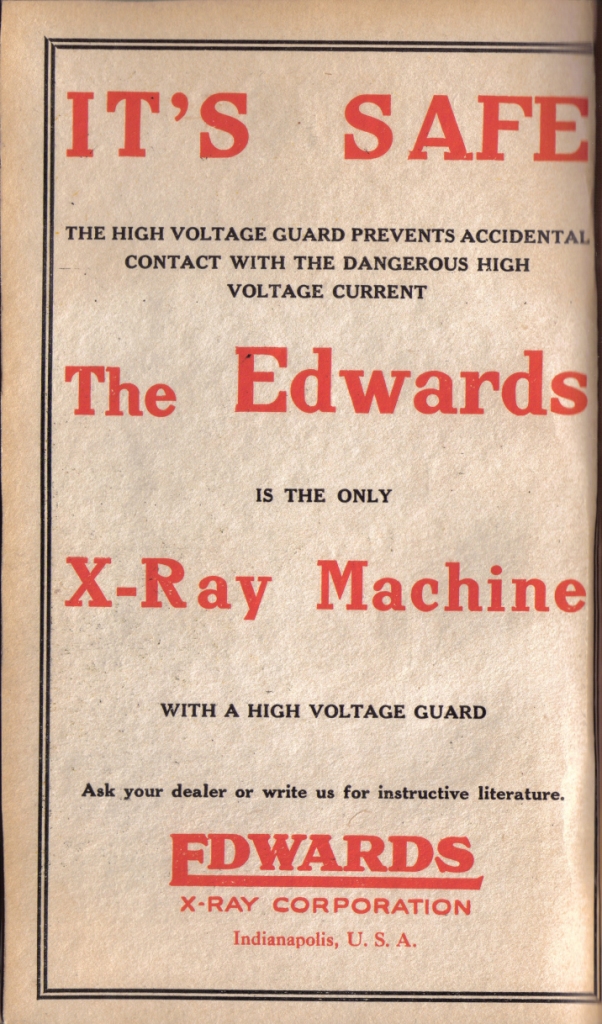 IT'S SAFE
THE HIGH VOLTAGE GUARD PREVENTS ACCIDENTAL
CONTACT WITH THE DANGEROUS HIGH
VOLTAGE CURRENT
The Edwards
IS THE ONLY
X-Ray Machine
WITH A HIGH VOLTAGE GUARD
Ask your dealer or write us for instructive literature.
EDWARDS
X-RAY CORPORATION
Indianapolis, U. S. A.